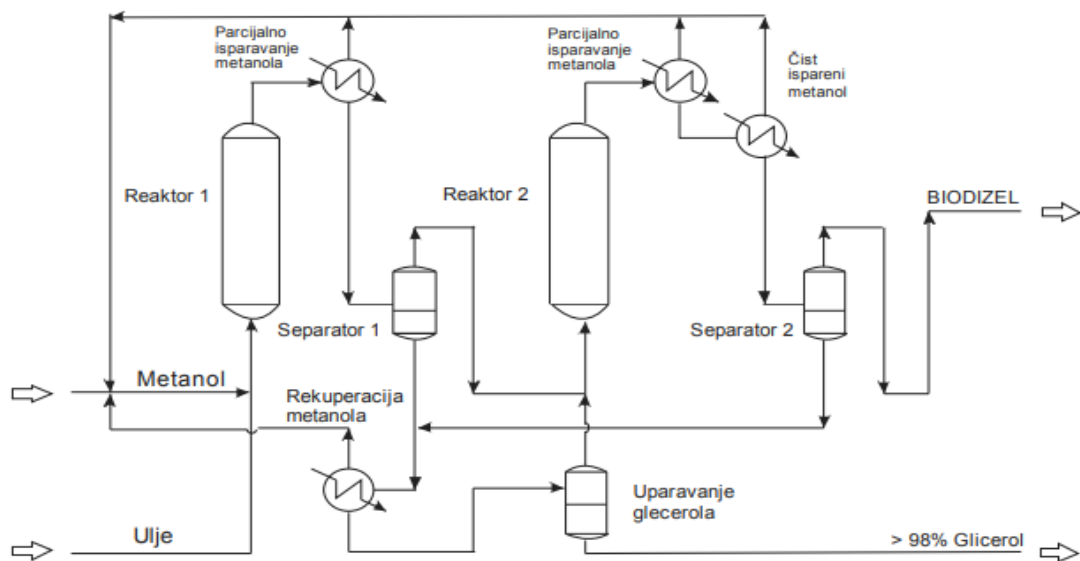 Parcijalno
isparavanje
metanola
Parcijalno
isparavanje
metanola
Čist
ispareni
metanol
Reaktor 1
Reaktor 2
BIODIZEL
Separator 1
Separator 2
Metanol
Rekuperacija
metanola
Uparavanje
glecerola
Ulje
> 98% Glicerol